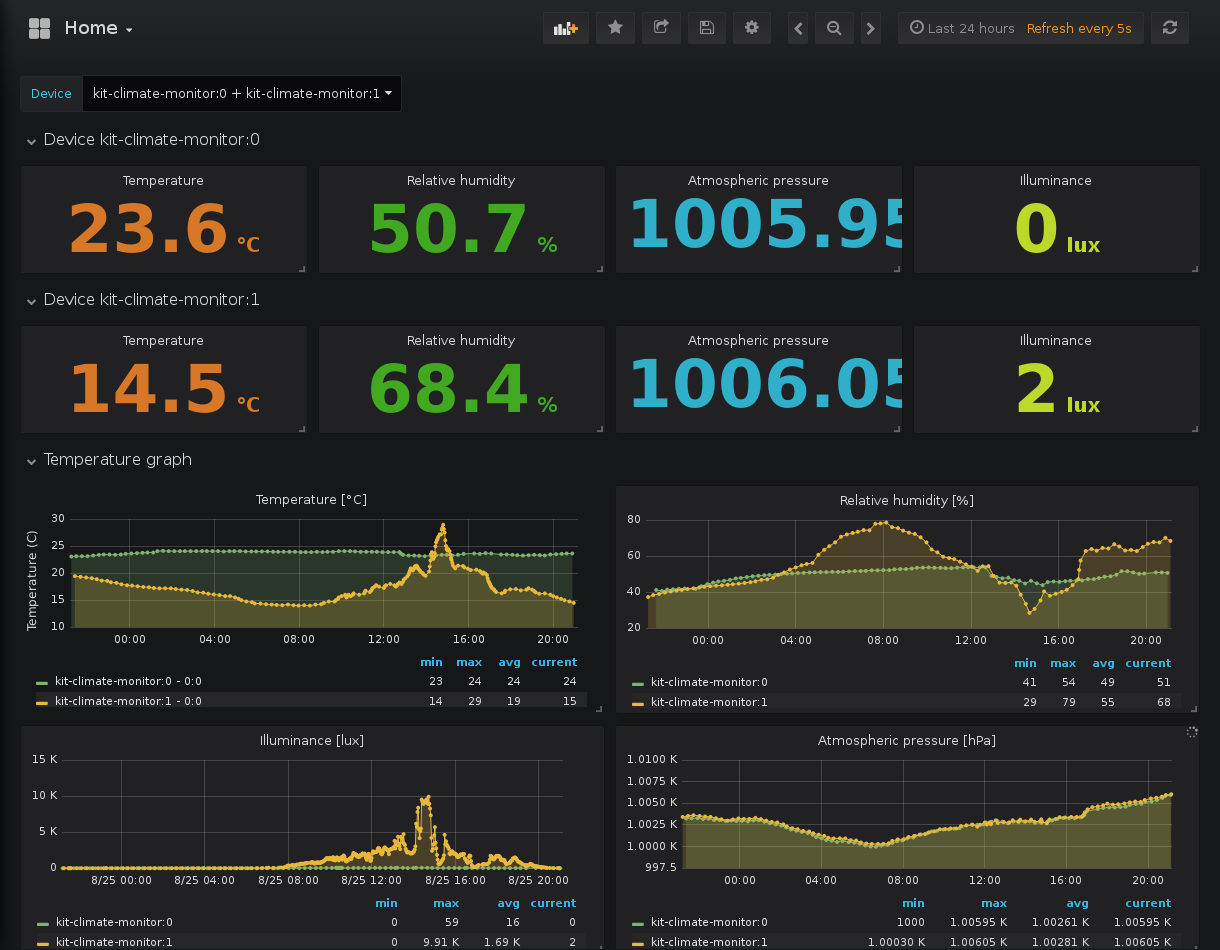 Home
Last 24 hours Refresh every 5s
Device kit-climate-monitor:0 + kit-climate-monitor:1
Device kit-climate-monitor:0
Temperature Relative humidity Atmospheric pressure Illuminance
23.6 °C 50.7 % 1005.95 0 lux
Device kit-climate-monitor:1
Temperature Relative humidity Atmospheric pressure Illuminance
14.5 °C 68.4 % 1006.05 2 lux
Temperature graph
Temperature [°C]
Temperature (C)
30
25
20
15
10
00:00 04:00 08:00 12:00 16:00 20:00
min max avg current
kit-climate-monitor:0 - 0:0 23 24 24 24
kit-climate-monitor:1 - 0:0 14 29 19 15
Relative humidity [%]
80
60
40
20
00:00 04:00 08:00 12:00 16:00 20:00
min max avg current
kit-climate-monitor:0 41 54 49 51
kit-climate-monitor:1 29 79 55 68
Illuminance [lux]
15 K
10 K
5 K
0
8/25 00:00 8/25 04:00 8/25 08:00 8/25 12:00 8/25 16:00 8/25 20:00
min max avg current
kit-climate-monitor:0 0 59 16 0
kit-climate-monitor:1 0 9.91 K 1.69 K 2
Atmospheric pressure [hPa]
1.0100 K
1.0075 K
1.0050 K
1.0025 K
1.0000 K
997.5
00:00 04:00 08:00 12:00 16:00 20:00
min max avg current
kit-climate-monitor:0 1000 1.00595 K 1.00261 K 1.00595 K
kit-climate-monitor:1 1.00030 K 1.00605 K 1.00281 K 1.00605 K